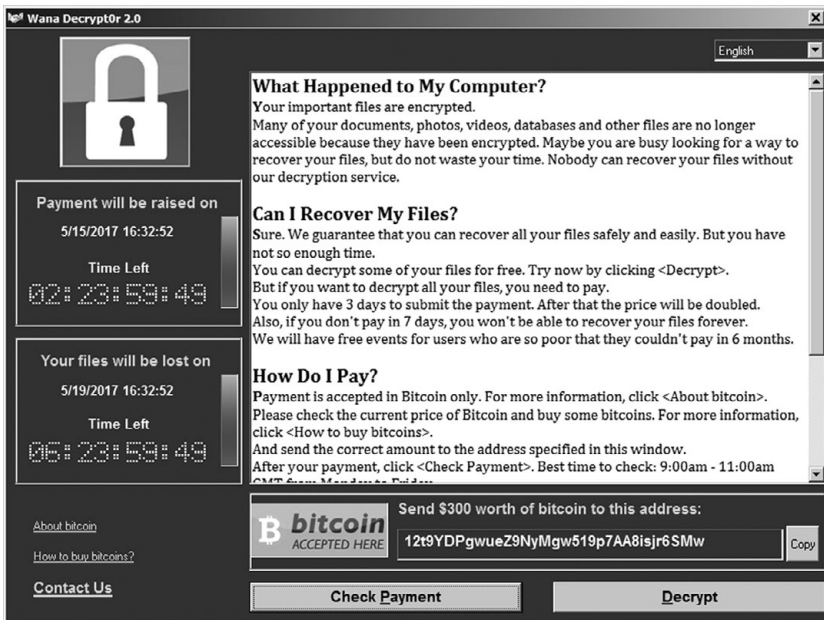 Wana Decrypt0r 2.0
English
What Happened to My Computer?
Your important files are encrypted.
Many of your documents, photos, videos, databases and other files are no longer
accessible because they have been encrypted. Maybe you are busy looking for a way to
recover your files, but do not waste your time. Nobody can recover your files without
our decryption service.
Can I Recover My Files?
Sure. We guarantee that you can recover all your files safely and easily. But you have
not so enough time.
You can decrypt some of your files for free. Try now by clicking <Decrypt>.
But if you want to decrypt all your files, you need to pay.
You only have 3 days to submit the payment. After that the price will be doubled.
Also, if you don't pay in 7 days, you won't be able to recover your files forever.
We will have free events for users who are so poor that they couldn't pay in 6 months.
How Do I Pay?
Payment is accepted in Bitcoin only. For more information, click <About bitcoin>.
Please check the current price of Bitcoin and buy some bitcoins. For more information,
click <How to buy bitcoins>.
And send the correct amount to the address specified in this window.
After your payment, click <Check Payment>. Best time to check: 9:00am - 11:00am
GMT from Monday to Friday
Payment will be raised on
5/15/2017 16:32:52
Time Left
02:23:59:49
Your files will be lost on
5/19/2017 16:32:52
Time Left
06:23:59:49
About bitcoin
How to buy bitcoins?
Contact Us
bitcoin
ACCEPTED HERE
Send $300 worth of bitcoin to this address:
12t9YDPgwueZ9NyMgw519p7AA8isjr6SMw
Copy
Check Payment
Decrypt